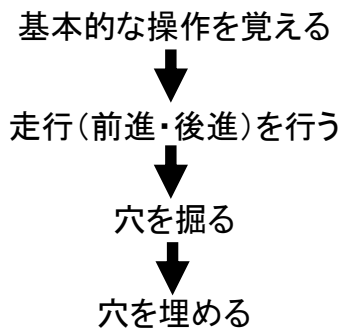 基本的な操作を覚える
走行(前進・後進)を行う
穴を掘る
穴を埋める